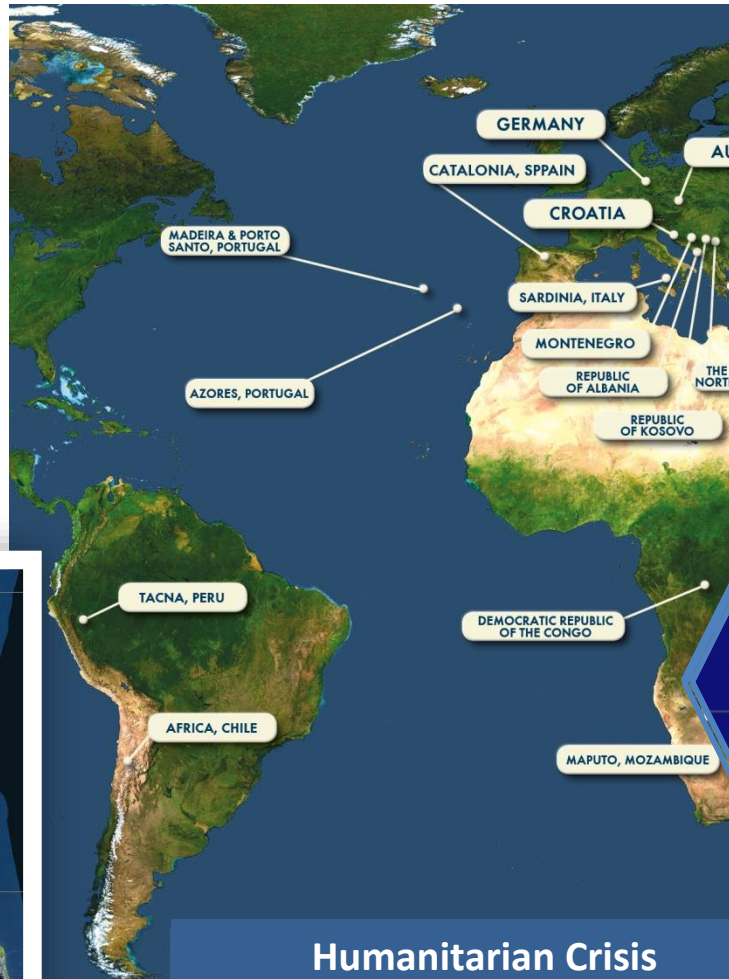 GERMANY
AU
CATALONIA, SPPAIN
CROATIA
MADEIRA & PORTO
SANTO, PORTUGAL
SARDINIA, ITALY
MONTENEGRO
AZORES, PORTUGAL
REPUBLIC
OF ALBANIA
THE
NORT
REPUBLIC
OF KOSOVO
TACNA, PERU
DEMOCRATIC REPUBLIC
OF THE CONGO
AFRICA, CHILE
MAPUTO, MOZAMBIQUE
Humanitarian Crisis